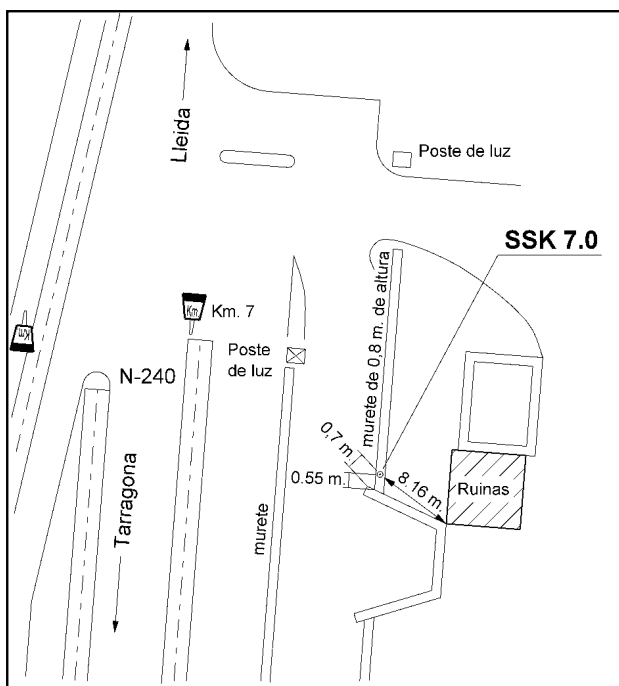 Lleida
Poste de luz
SSK 7.0
murete de 0,8 m. de altura
Km.
Km. 7
Km.
Poste
de luz
N-240
0,7 m.
0.55 m.
8.16 m.
Ruinas
murete
Tarragona